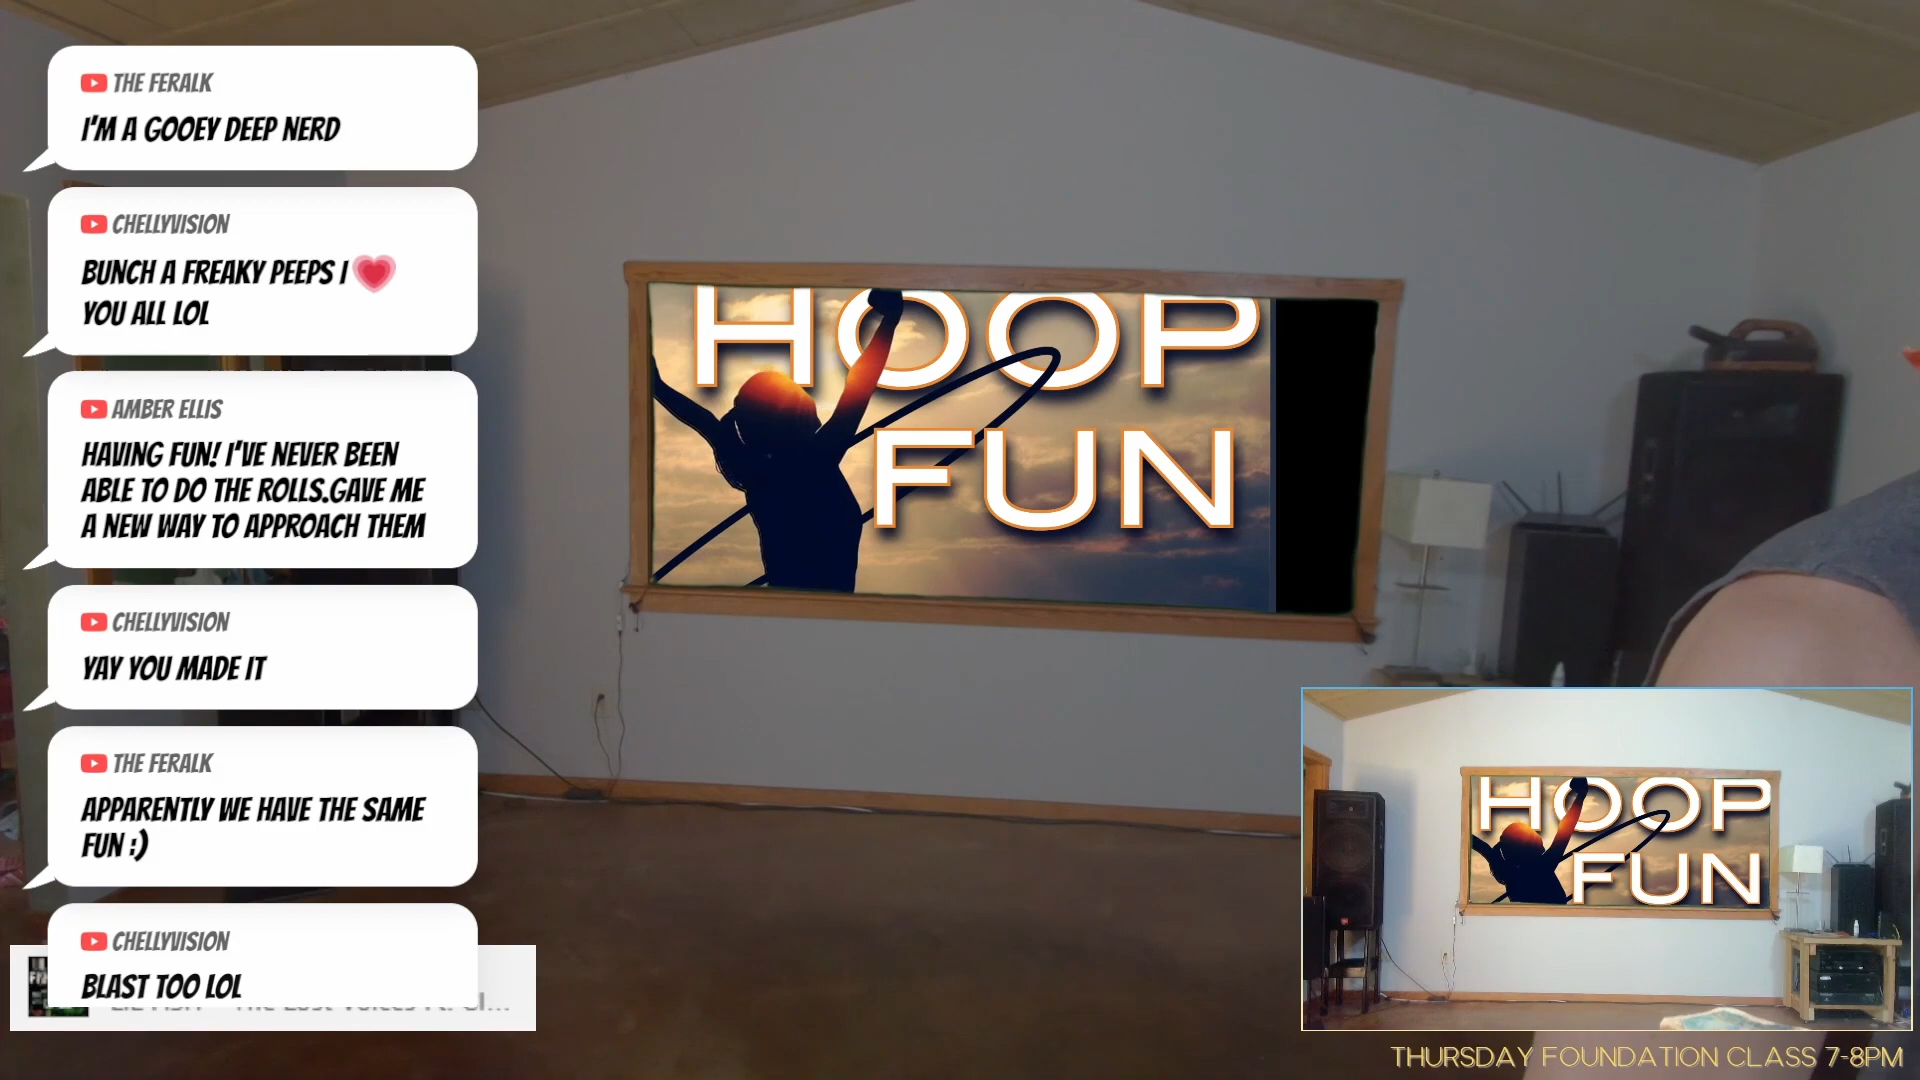 THE FERALK
I'M A GOOEY DEEP NERD
CHELLYVISION
BUNCH A FREAKY PEEPS I
YOU ALL LOL
AMBER ELLIS
HAVING FUN! I'VE NEVER BEEN
ABLE TO DO THE ROLLS.GAVE ME
A NEW WAY TO APPROACH THEM
CHELLYVISION
YAY YOU MADE IT
THE FERALK
APPARENTLY WE HAVE THE SAME
FUN :)
CHELLYVISION
BLAST TOO LOL
HOOP
FUN
HOOP
FUN
THURSDAY FOUNDATION CLASS 7-8PM